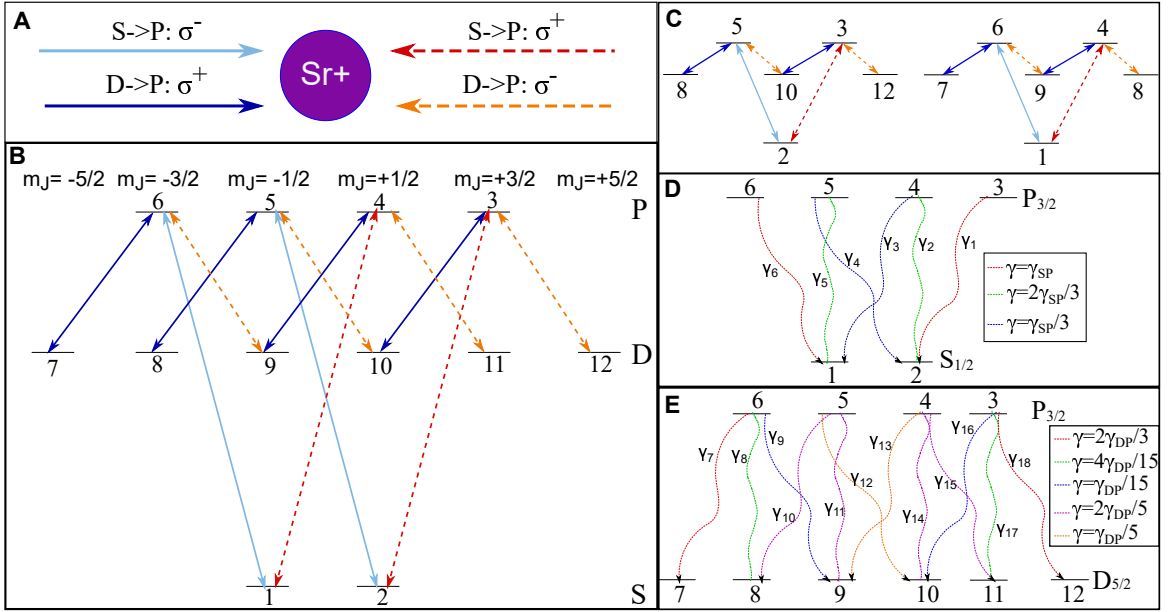 A
S->P: σ⁻
S->P: σ⁺
Sr+
D->P: σ⁺
D->P: σ⁻
B
mJ= -5/2 mJ= -3/2 mJ= -1/2 mJ=+1/2 mJ=+3/2 mJ=+5/2
6 5 4 3 P
7 8 9 10 11 12 D
1 2 S
C
5 3 6 4
8 10 12 7 9 8
2 1
D
6 5 4 3 P3/2
γ6 γ5 γ4 γ3 γ2 γ1
γ=γSP
γ=2γSP/3
γ=γSP/3
1 2 S1/2
E
6 5 4 3 P3/2
γ7 γ8 γ9 γ10 γ11 γ12 γ13 γ14 γ15 γ16 γ17 γ18
γ=2γDP/3
γ=4γDP/15
γ=γDP/15
γ=2γDP/5
γ=γDP/5
7 8 9 10 11 12 D5/2